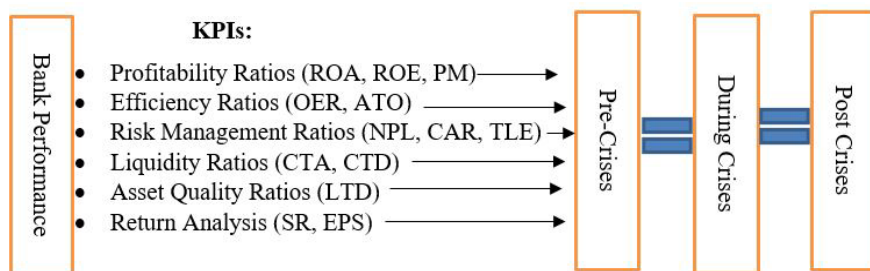 KPIs:
Bank Performance
• Profitability Ratios (ROA, ROE, PM)
• Efficiency Ratios (OER, ATO)
• Risk Management Ratios (NPL, CAR, TLE)
• Liquidity Ratios (CTA, CTD)
• Asset Quality Ratios (LTD)
• Return Analysis (SR, EPS)
Pre-Crises
During Crises
Post Crises